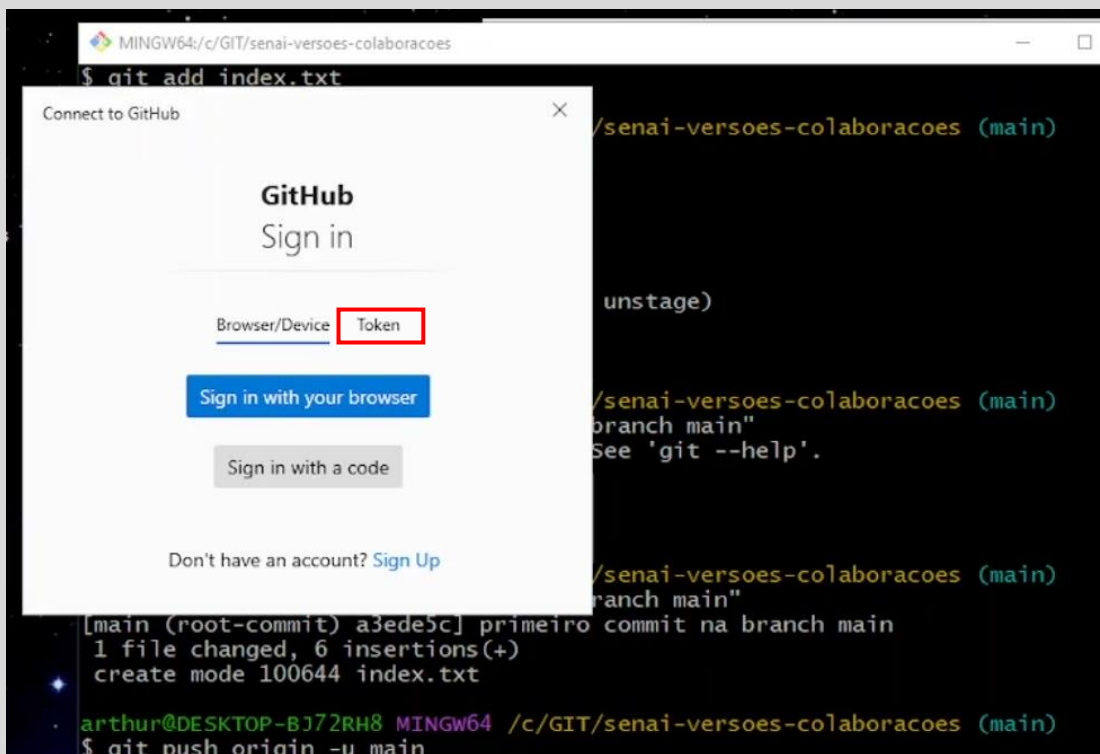 MINGW64:/c/GIT/senai-versoes-colaboracoes
$ git add index.txt
Connect to GitHub
/senai-versoes-colaboracoes (main)
GitHub
Sign in
unstage)
Browser/Device Token
Sign in with your browser
/senai-versoes-colaboracoes (main)
branch main"
See 'git --help'.
Sign in with a code
Don't have an account? Sign Up
/senai-versoes-colaboracoes (main)
ranch main"
[main (root-commit) a3ede5c] primeiro commit na branch main
1 file changed, 6 insertions(+)
create mode 100644 index.txt
arthur@DESKTOP-BJ72RH8 MINGW64 /c/GIT/senai-versoes-colaboracoes (main)
$ git push origin -u main